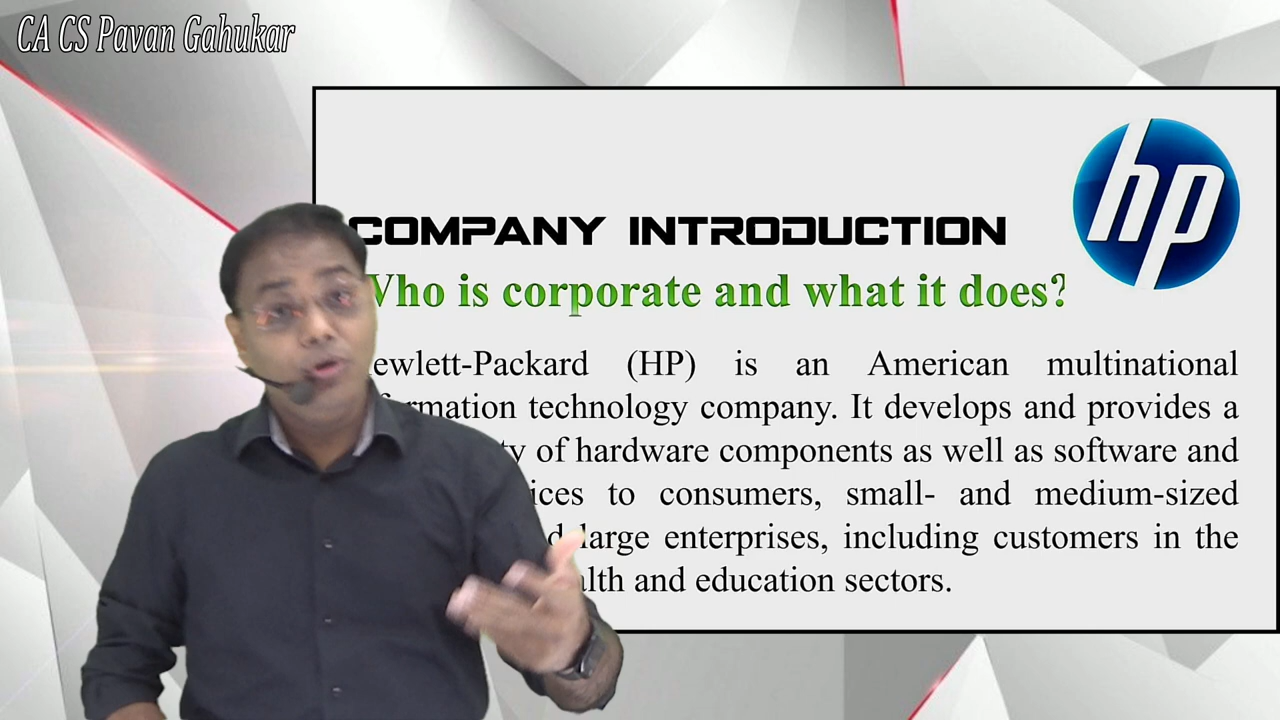 CA CS Pavan Gahukar
hp
COMPANY INTRODUCTION
Who is corporate and what it does?
ewlett-Packard (HP) is an American multinational
rmation technology company. It develops and provides a
ty of hardware components as well as software and
ices to consumers, small- and medium-sized
d large enterprises, including customers in the
alth and education sectors.